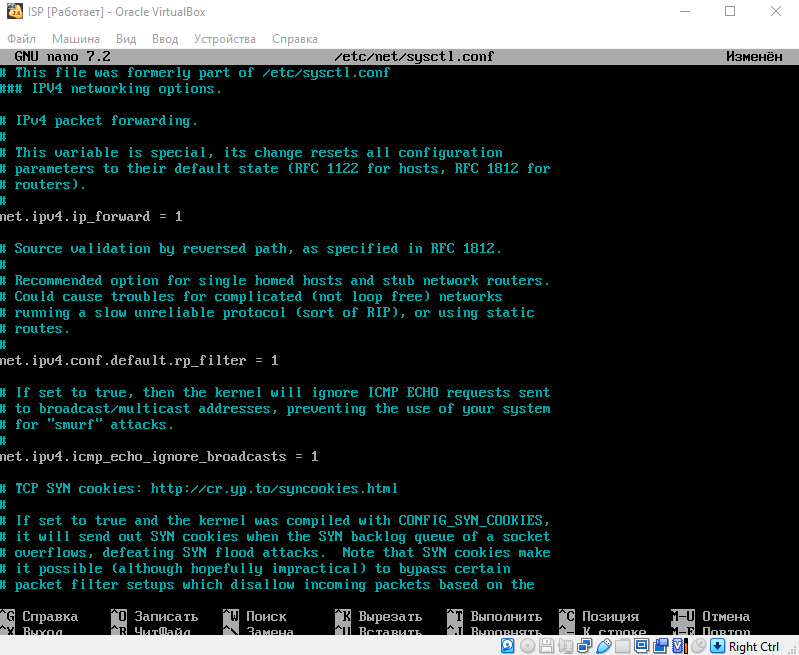 ISP [Работает] - Oracle VirtualBox
Файл Машина Вид Ввод Устройства Справка
GNU nano 7.2 /etc/net/sysctl.conf Изменён
# This file was formerly part of /etc/sysctl.conf
### IPV4 networking options.
# IPv4 packet forwarding.
#
# This variable is special, its change resets all configuration
# parameters to their default state (RFC 1122 for hosts, RFC 1812 for
# routers).
#
net.ipv4.ip_forward = 1
# Source validation by reversed path, as specified in RFC 1812.
#
# Recommended option for single homed hosts and stub network routers.
# Could cause troubles for complicated (not loop free) networks
# running a slow unreliable protocol (sort of RIP), or using static
# routes.
#
net.ipv4.conf.default.rp_filter = 1
# If set to true, then the kernel will ignore ICMP ECHO requests sent
# to broadcast/multicast addresses, preventing the use of your system
# for "smurf" attacks.
#
net.ipv4.icmp_echo_ignore_broadcasts = 1
# TCP SYN cookies: http://cr.yp.to/syncookies.html
#
# If set to true and the kernel was compiled with CONFIG_SYN_COOKIES,
# it will send out SYN cookies when the SYN backlog queue of a socket
# overflows, defeating SYN flood attacks.  Note that SYN cookies make
# it possible (although hopefully impractical) to bypass certain
# packet filter setups which disallow incoming packets based on the
^G Справка ^O Записать ^W Поиск ^K Вырезать ^T Выполнить ^C Позиция M-U Отмена
^X Выход ^R ЧитФайл ^\ Замена ^U Вставить ^J Выровнять ^_ К строке M-E Повтор
Right Ctrl